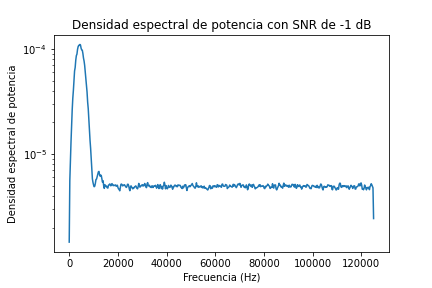 Densidad espectral de potencia con SNR de -1 dB
Densidad espectral de potencia
10⁻⁴
10⁻⁵
0 20000 40000 60000 80000 100000 120000
Frecuencia (Hz)